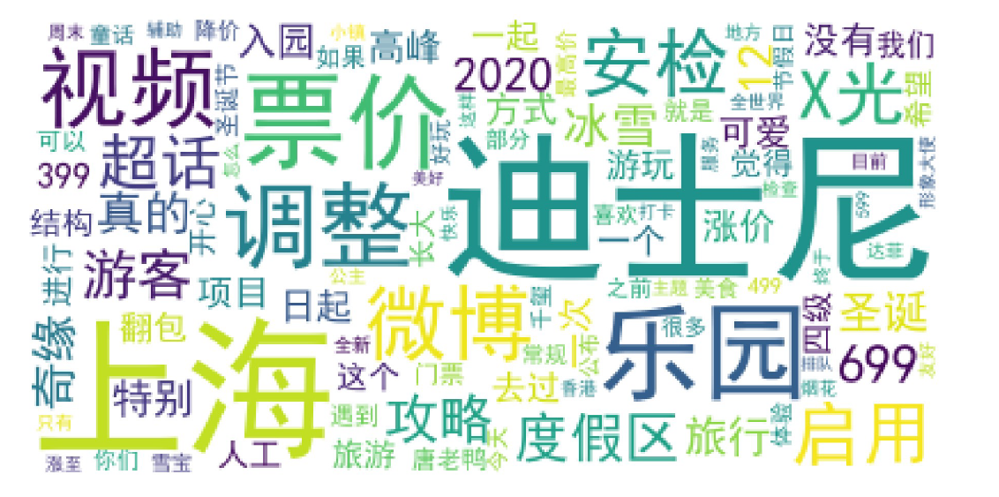 周末
童话
辅助
降价
入园
小镇
高峰
如果
一起
最高价
安检
地方
12
节假日
没有
我们
视频
圣诞节
票价
2020
这样
方式
部分
冰雪
就是
全世界
可爱
X光
希望
可以
超话
怎么
好玩
399
真的
开心
调整
美好
迪士尼
游玩
觉得
服务
检查
目前
形象大使
结构
长大
快乐
喜欢
打卡
一个
涨价
599
达菲
终于
进行
游客
项目
日起
公主
微博
千玺
一次
之前
主题
美食
499
四级
圣诞
奇缘
翻包
上海
全新
常规
公布
乐园
很多
排队
699
友好
特别
这个
门票
去过
香港
烟花
只有
遇到
攻略
度假区
旅行
体验
启用
涨至
你们
雪宝
人工
旅游
唐老鸭
今天